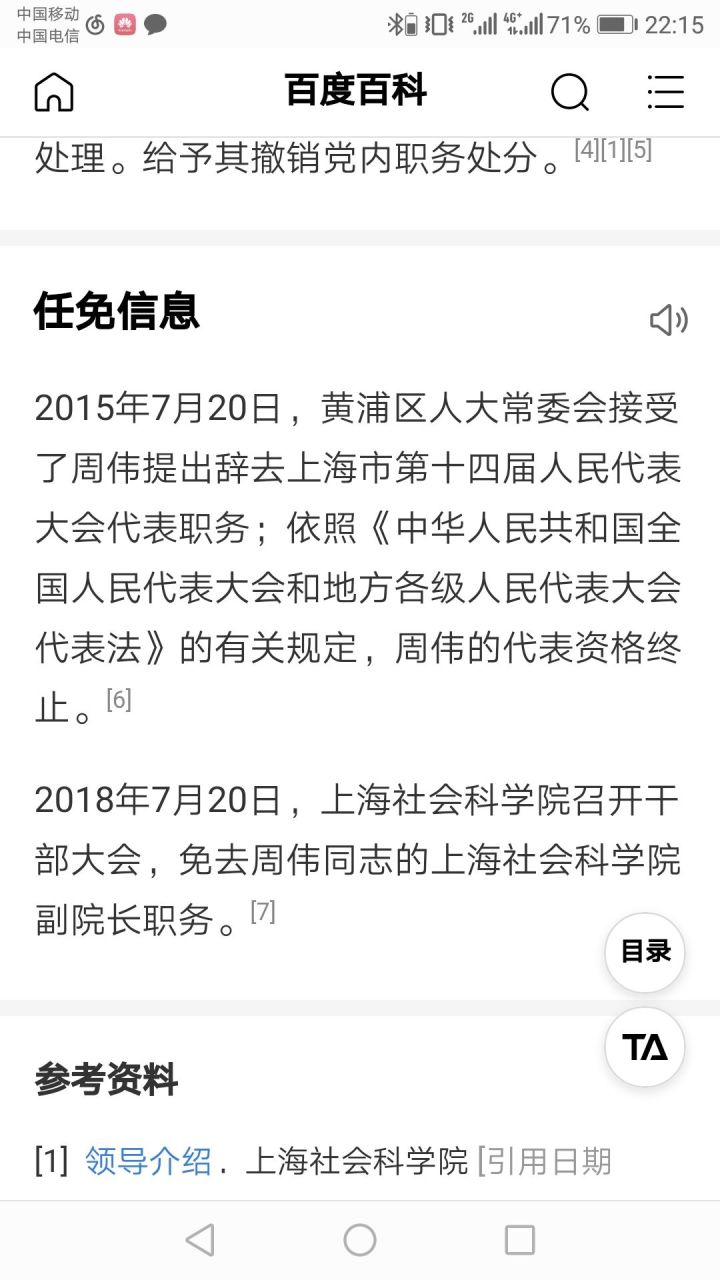 中国移动
中国电信
2G 4G+ 71% 22:15
百度百科
处理。给予其撤销党内职务处分。[4][1][5]
任免信息
2015年7月20日，黄浦区人大常委会接受
了周伟提出辞去上海市第十四届人民代表
大会代表职务；依照《中华人民共和国全
国人民代表大会和地方各级人民代表大会
代表法》的有关规定，周伟的代表资格终
止。[6]
2018年7月20日，上海社会科学院召开干
部大会，免去周伟同志的上海社会科学院
副院长职务。[7]
目录
TA
参考资料
[1] 领导介绍．上海社会科学院 [引用日期